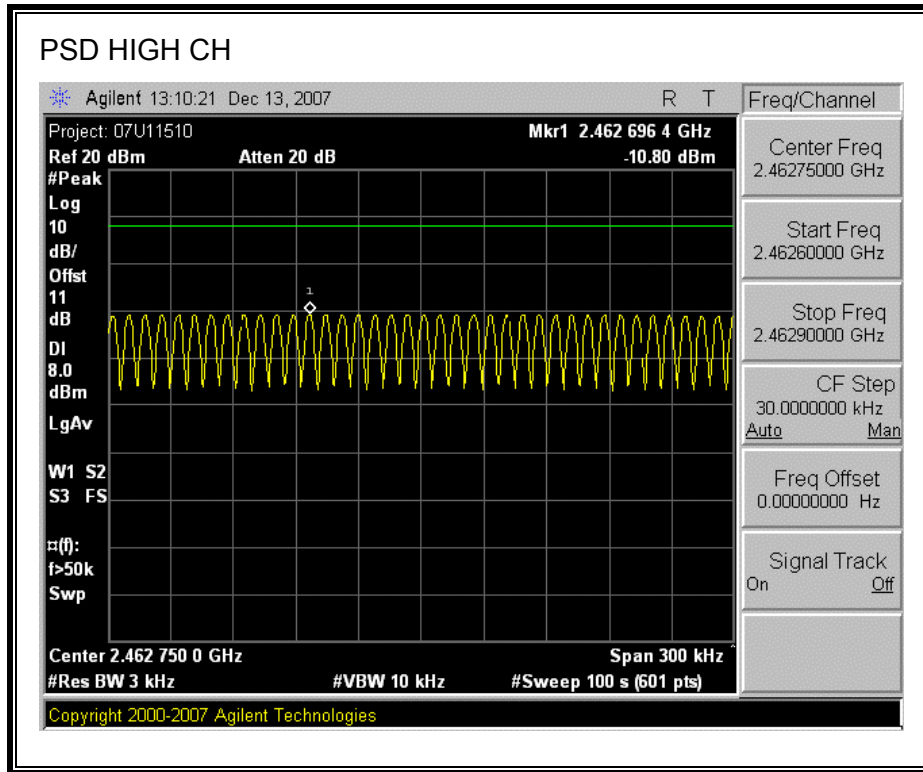 PSD HIGH CH
Agilent 13:10:21 Dec 13, 2007 R T
Project: 07U11510 Mkr1 2.462 696 4 GHz
Ref 20 dBm Atten 20 dB -10.80 dBm
#Peak
Log
10
dB/
Offst
11
dB
DI
8.0
dBm
LgAv
W1 S2
S3 FS
¤(f):
f>50k
Swp
1
Center 2.462 750 0 GHz Span 300 kHz ^
#Res BW 3 kHz #VBW 10 kHz #Sweep 100 s (601 pts)
Copyright 2000-2007 Agilent Technologies
Freq/Channel
Center Freq
2.46275000 GHz
Start Freq
2.46260000 GHz
Stop Freq
2.46290000 GHz
CF Step
30.0000000 kHz
Auto Man
Freq Offset
0.00000000 Hz
Signal Track
On Off